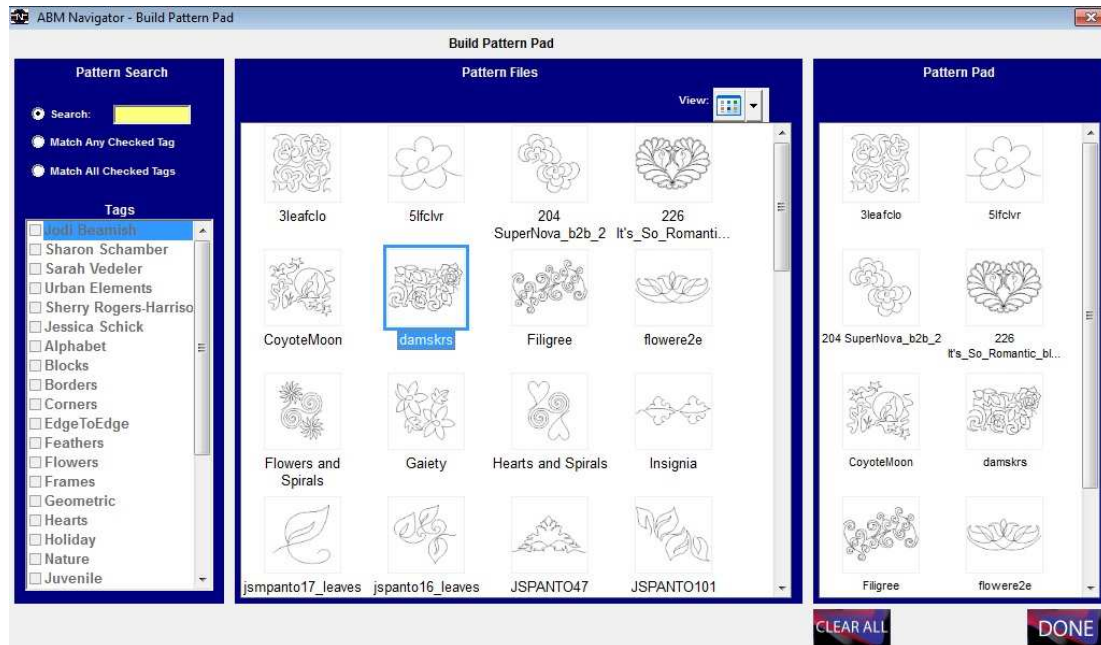 ABM Navigator - Build Pattern Pad
Build Pattern Pad
Pattern Search
Search:
Match Any Checked Tag
Match All Checked Tags
Tags
Jodi Beamish
Sharon Schamber
Sarah Vedeler
Urban Elements
Sherry Rogers-Harriso
Jessica Schick
Alphabet
Blocks
Borders
Corners
EdgeToEdge
Feathers
Flowers
Frames
Geometric
Hearts
Holiday
Nature
Juvenile
Pattern Files
View:
3leafclo
5lfclvr
204
SuperNova_b2b_2
226
It's_So_Romanti...
CoyoteMoon
damskrs
Filigree
flowere2e
Flowers and
Spirals
Gaiety
Hearts and Spirals
Insignia
jsmpanto17_leaves
jspanto16_leaves
JSPANTO47
JSPANTO101
Pattern Pad
3leafclo
5lfclvr
204 SuperNova_b2b_2
226
It's_So_Romantic_bl...
CoyoteMoon
damskrs
Filigree
flowere2e
CLEAR ALL
DONE